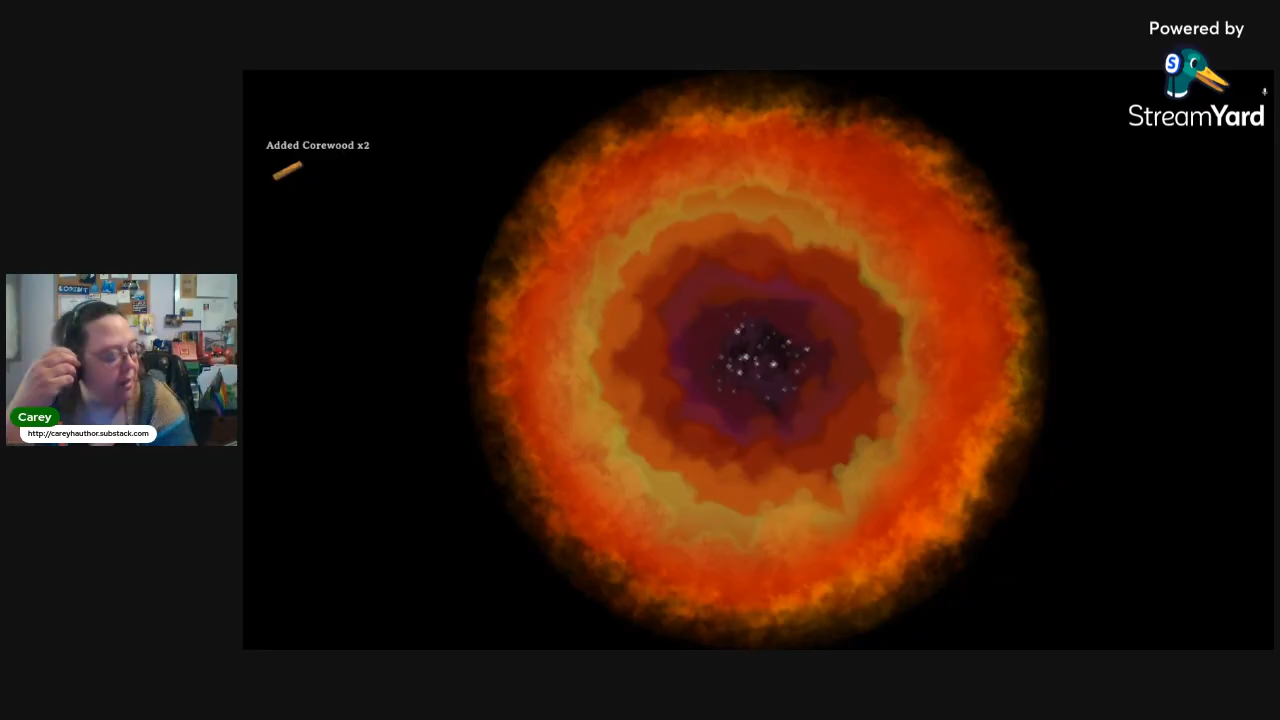 Powered by
S
StreamYard
Added Corewood x2
Carey
http://careyhauthor.substack.com